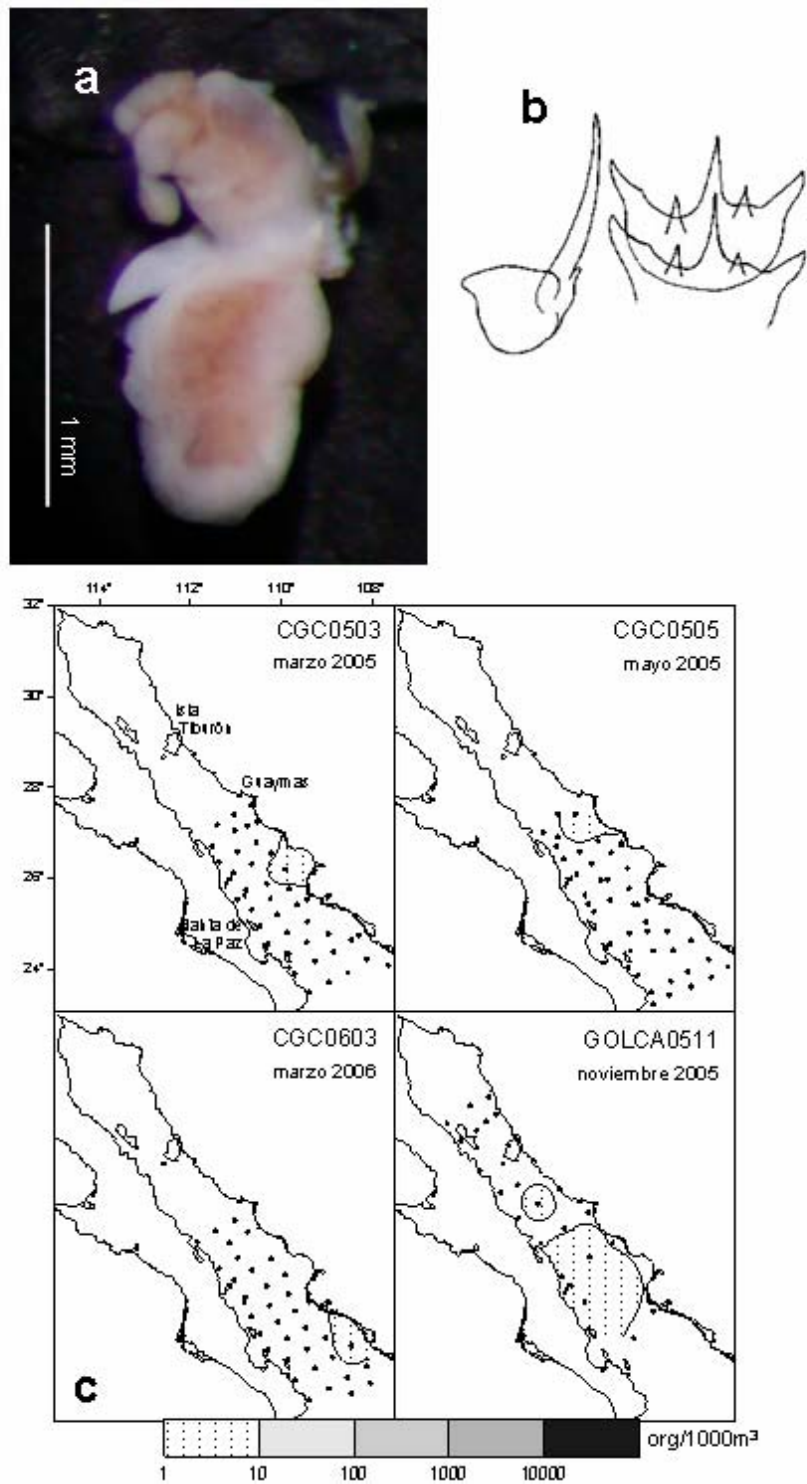 a
b
1 mm
114° 112° 110° 108°
32°
30°
28°
26°
24°
CGC0503
marzo 2005
Isla
Tiburón
Guaymas
Bahía de
La Paz
CGC0505
mayo 2005
CGC0603
marzo 2006
GOLCA0511
noviembre 2005
c
org/1000m³
1 10 100 1000 10000